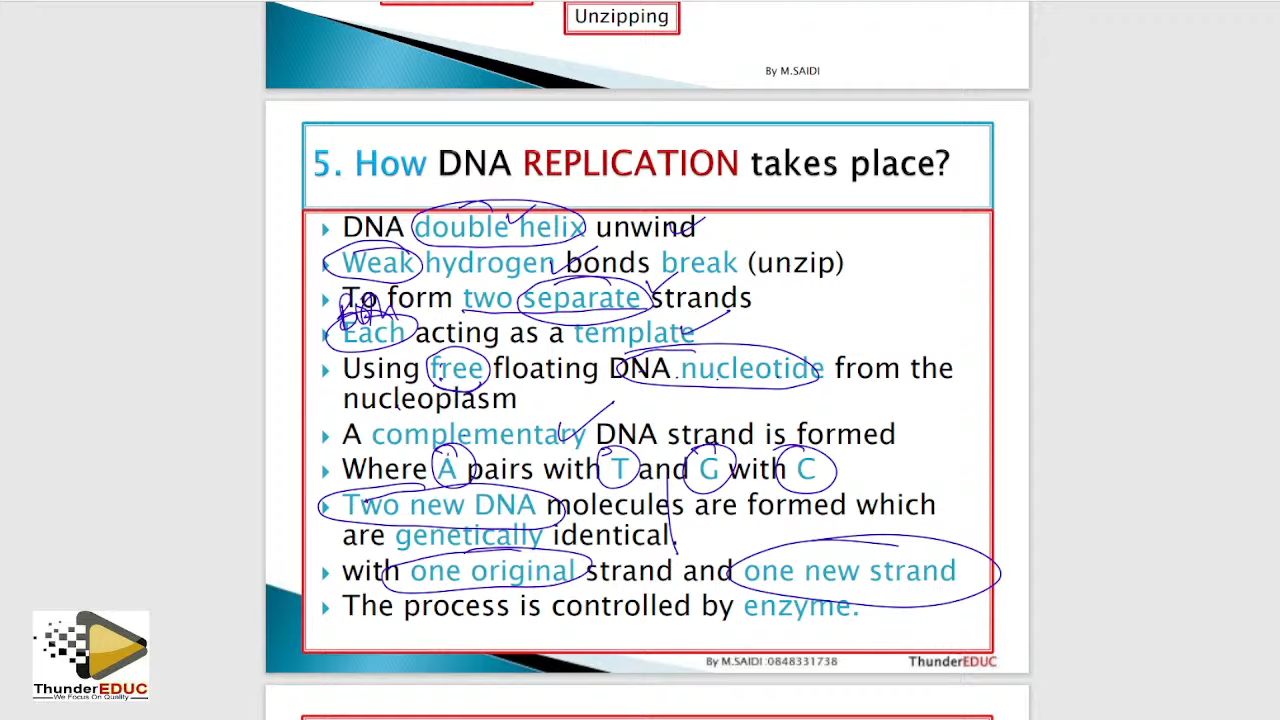 Unzipping
By M.SAIDI
5. How DNA REPLICATION takes place?
DNA double helix unwind
Weak hydrogen bonds break (unzip)
To form two separate strands
Each acting as a template
Using free floating DNA nucleotide from the
nucleoplasm
A complementary DNA strand is formed
Where A pairs with T and G with C
Two new DNA molecules are formed which
are genetically identical.
with one original strand and one new strand
The process is controlled by enzyme.
By M.SAIDI:0848331738
ThunderEDUC
ThunderEDUC
We Focus On Quality